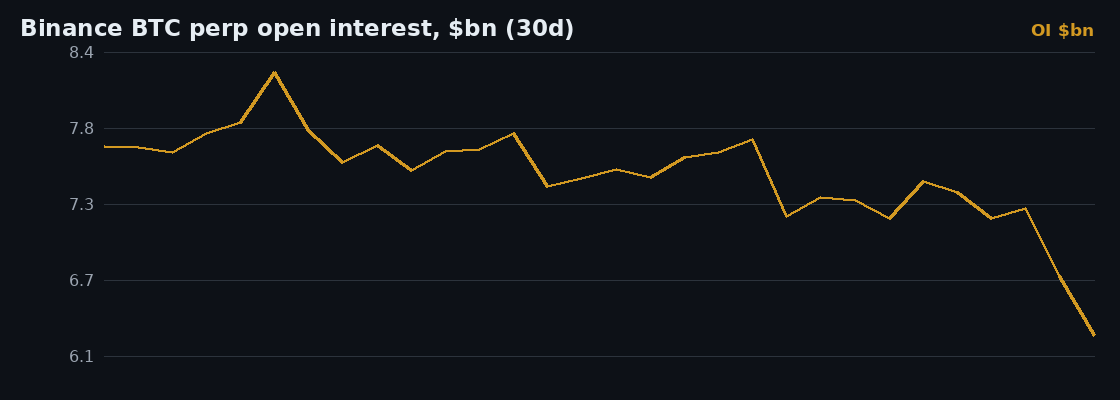 Binance BTC perp open interest, $bn (30d)
OI $bn
8.4
7.8
7.3
6.7
6.1